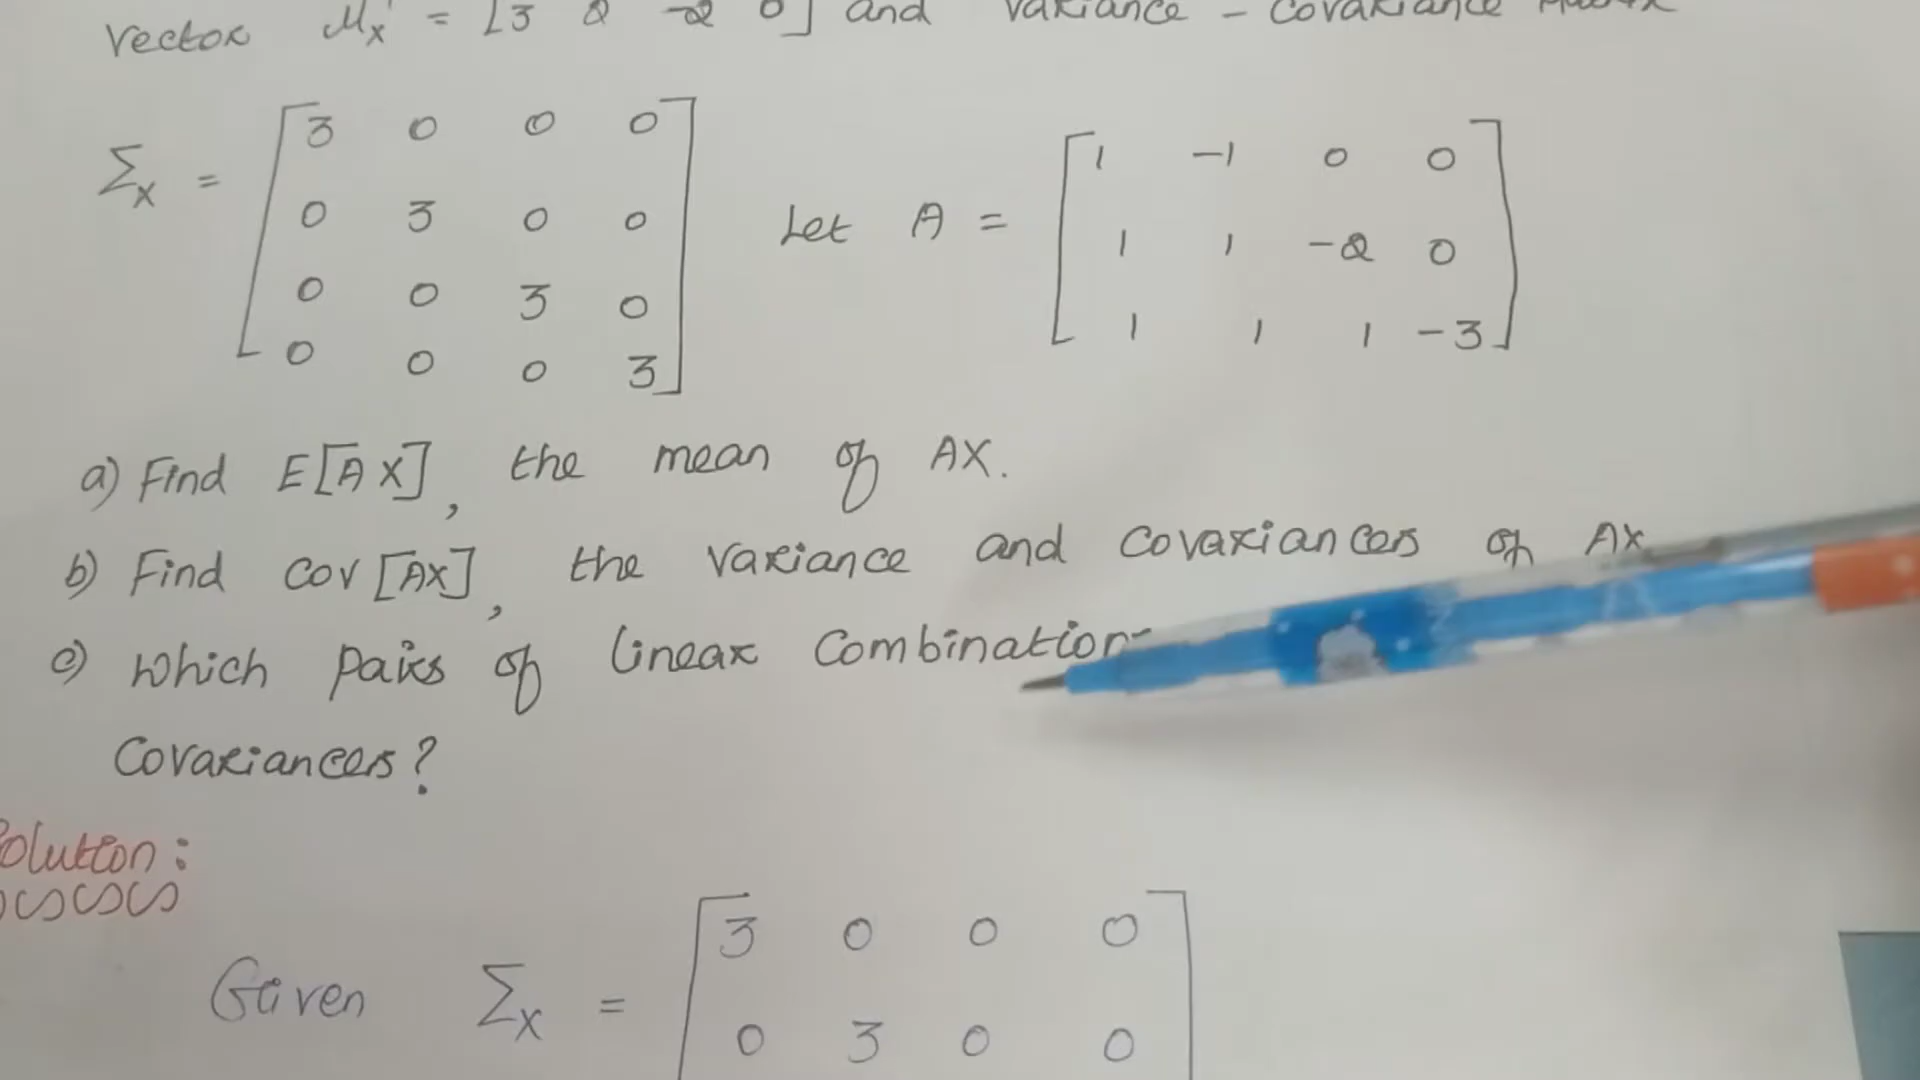 vector μx' = [3 2 -2 0] and variance - covariance Matrix
Σx = [3 0 0 0
0 3 0 0
0 0 3 0
0 0 0 3]
Let A = [1 -1 0 0
1 1 -2 0
1 1 1 -3]
a) Find E[AX], the mean of AX.
b) Find cov [AX], the variance and covariances of AX
c) which pairs of linear combinations
covariances?
Solution:
Given Σx = [3 0 0 0
0 3 0 0